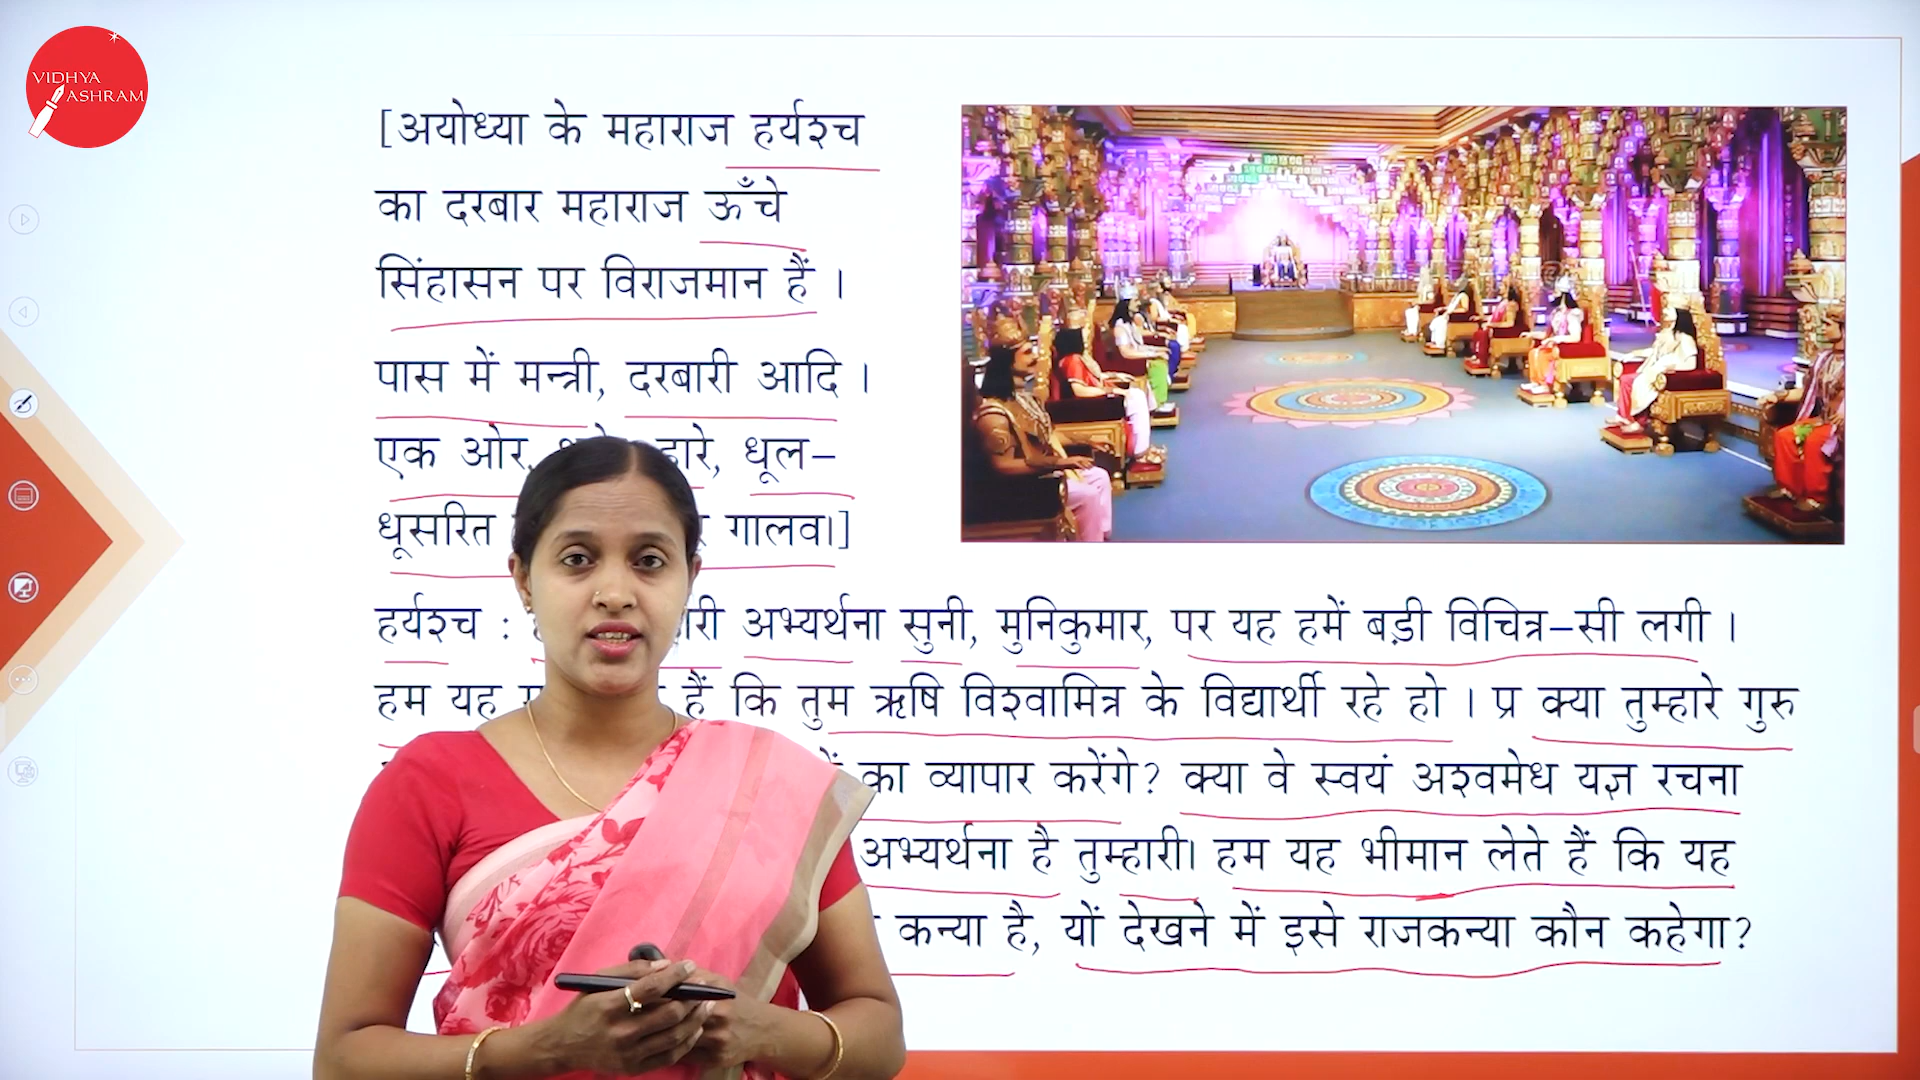 VIDHYA
ASHRAM
[अयोध्या के महाराज हर्यश्च
का दरबार महाराज ऊँचे
सिंहासन पर विराजमान हैं ।
पास में मन्त्री, दरबारी आदि ।
एक ओर, धूल–
धूसरित गालव।]
हर्यश्च : अभ्यर्थना सुनी, मुनिकुमार, पर यह हमें बड़ी विचित्र–सी लगी ।
हम यह हैं कि तुम ऋषि विश्वामित्र के विद्यार्थी रहे हो । प्र क्या तुम्हारे गुरु
का व्यापार करेंगे? क्या वे स्वयं अश्वमेध यज्ञ रचना
अभ्यर्थना है तुम्हारी। हम यह भीमान लेते हैं कि यह
कन्या है, यों देखने में इसे राजकन्या कौन कहेगा?